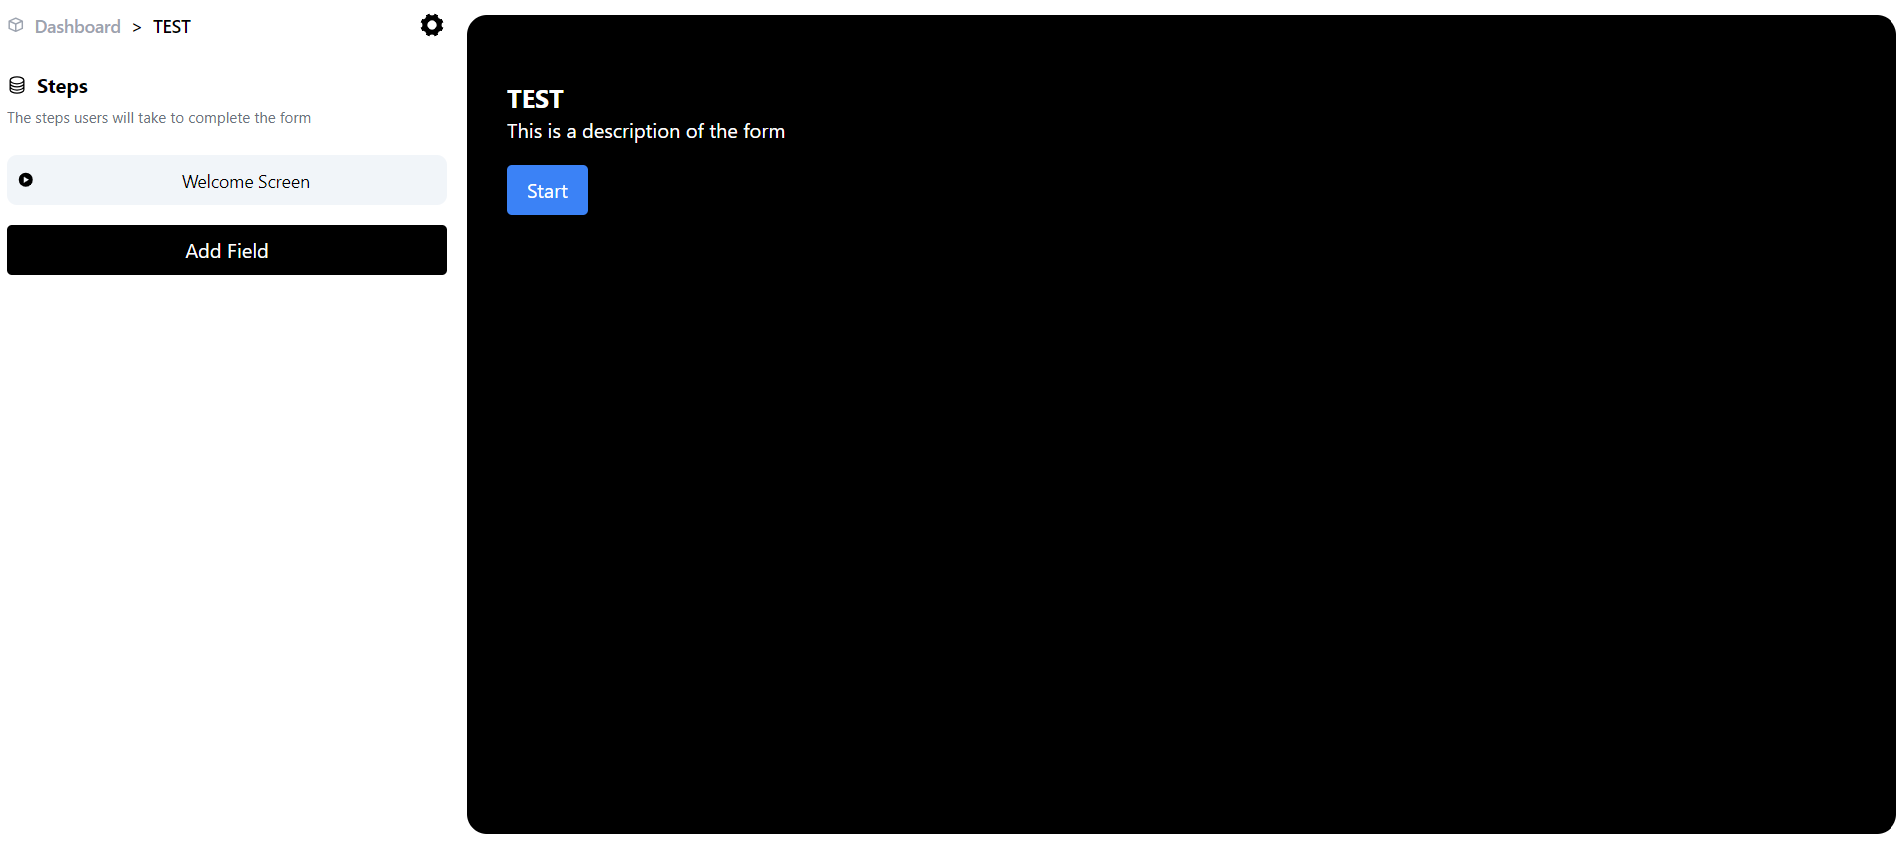 Dashboard > TEST
Steps
The steps users will take to complete the form
Welcome Screen
Add Field
TEST
This is a description of the form
Start